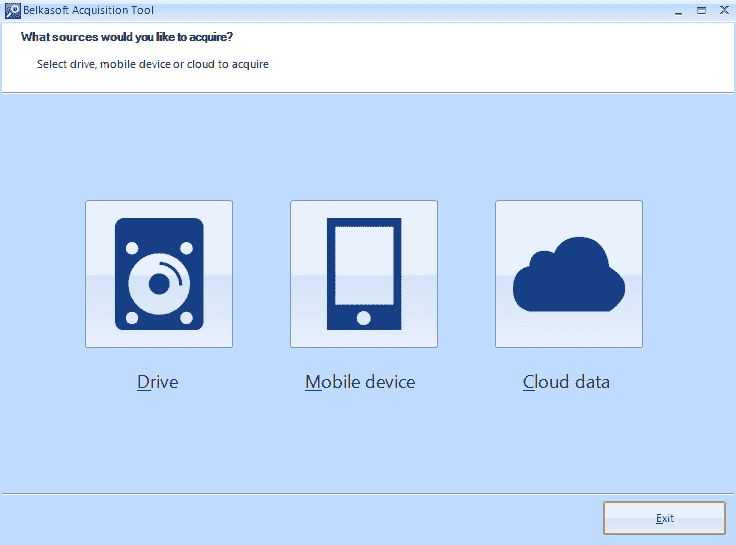 Belkasoft Acquisition Tool
What sources would you like to acquire?
Select drive, mobile device or cloud to acquire
Drive
Mobile device
Cloud data
Exit